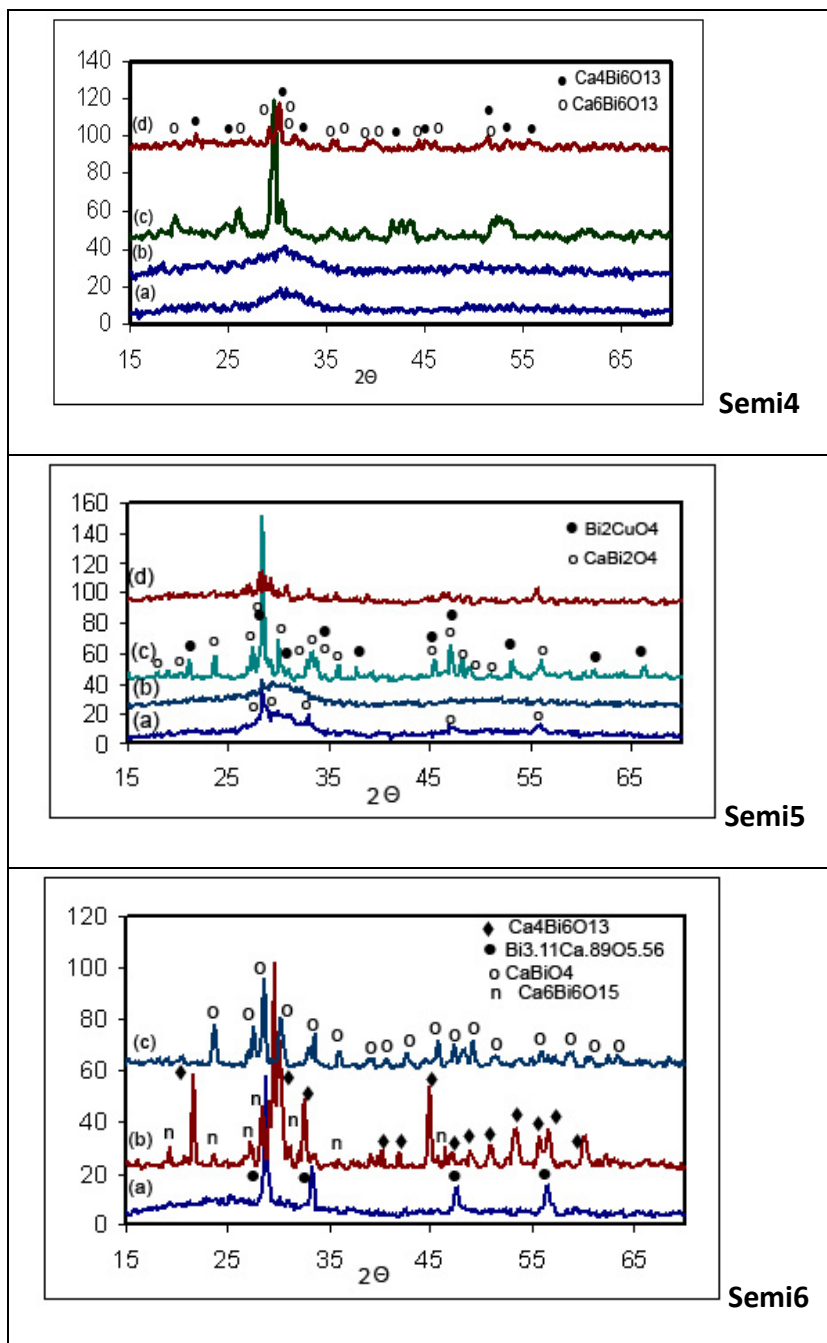 140
120
100
80
60
40
20
0
(d)
(c)
(b)
(a)
● Ca4Bi6O13
o Ca6Bi6O13
15 25 35 45 55 65
2Θ
Semi4
160
140
120
100
80
60
40
20
0
(d)
(c)
(b)
(a)
● Bi2CuO4
o CaBi2O4
15 25 35 45 55 65
2Θ
Semi5
120
100
80
60
40
20
0
(c)
(b)
(a)
♦ Ca4Bi6O13
● Bi3.11Ca.89O5.56
o CaBiO4
n Ca6Bi6O15
n n n n n n n
15 25 35 45 55 65
2Θ
Semi6